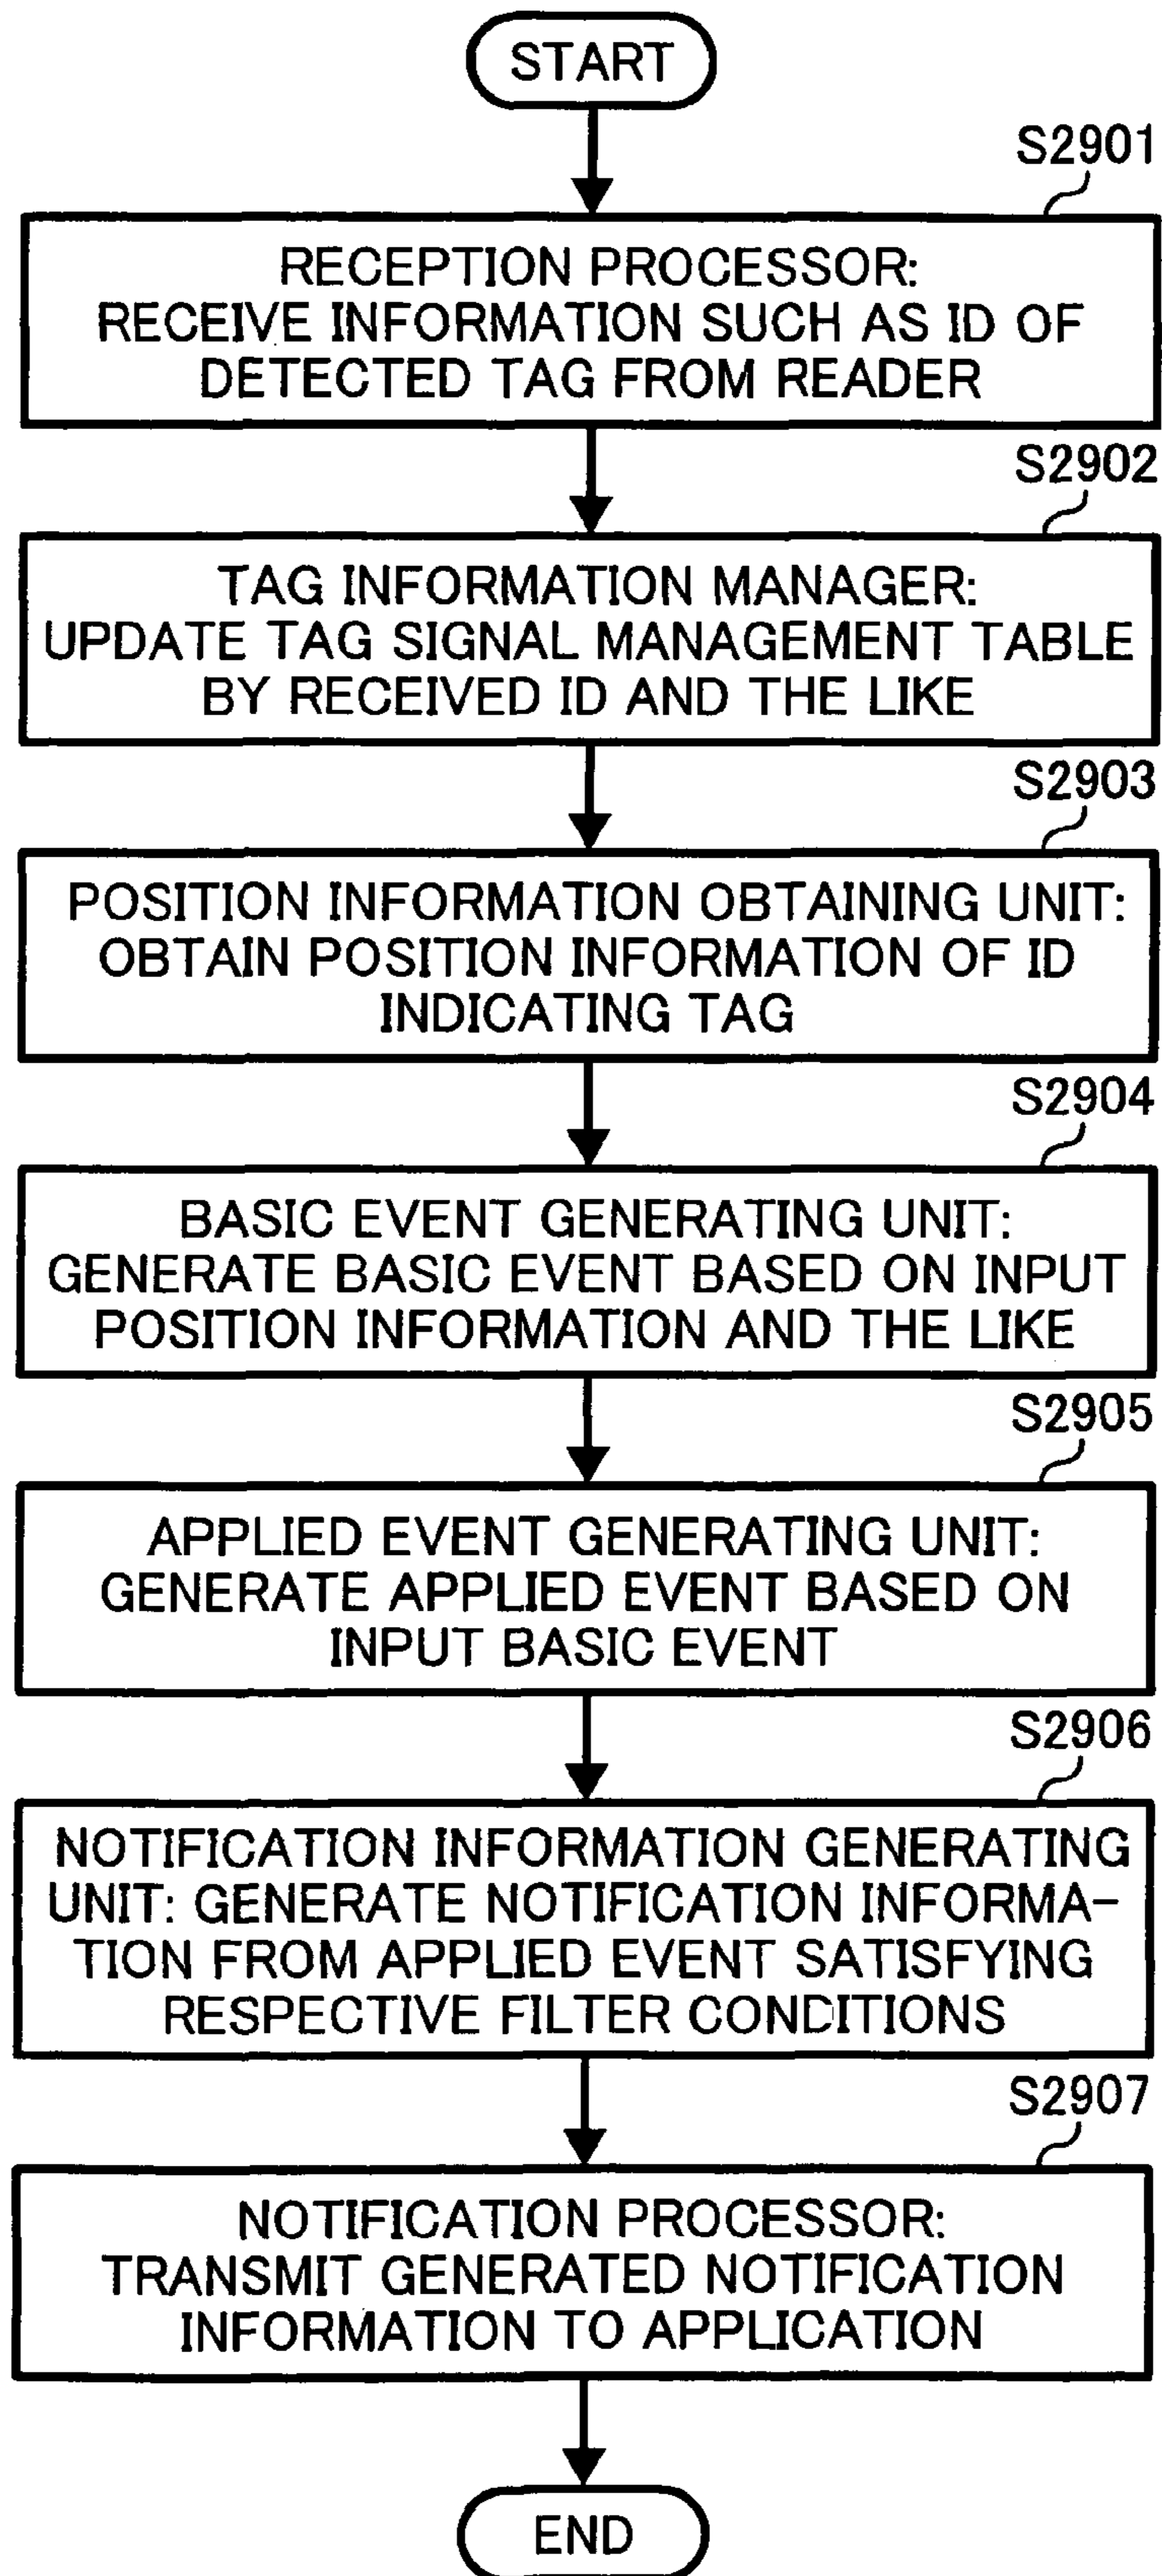 START
S2901
RECEPTION PROCESSOR:
RECEIVE INFORMATION SUCH AS ID OF
DETECTED TAG FROM READER
S2902
TAG INFORMATION MANAGER:
UPDATE TAG SIGNAL MANAGEMENT TABLE
BY RECEIVED ID AND THE LIKE
S2903
POSITION INFORMATION OBTAINING UNIT:
OBTAIN POSITION INFORMATION OF ID
INDICATING TAG
S2904
BASIC EVENT GENERATING UNIT:
GENERATE BASIC EVENT BASED ON INPUT
POSITION INFORMATION AND THE LIKE
S2905
APPLIED EVENT GENERATING UNIT:
GENERATE APPLIED EVENT BASED ON
INPUT BASIC EVENT
S2906
NOTIFICATION INFORMATION GENERATING
UNIT: GENERATE NOTIFICATION INFORMA-
TION FROM APPLIED EVENT SATISFYING
RESPECTIVE FILTER CONDITIONS
S2907
NOTIFICATION PROCESSOR:
TRANSMIT GENERATED NOTIFICATION
INFORMATION TO APPLICATION
END